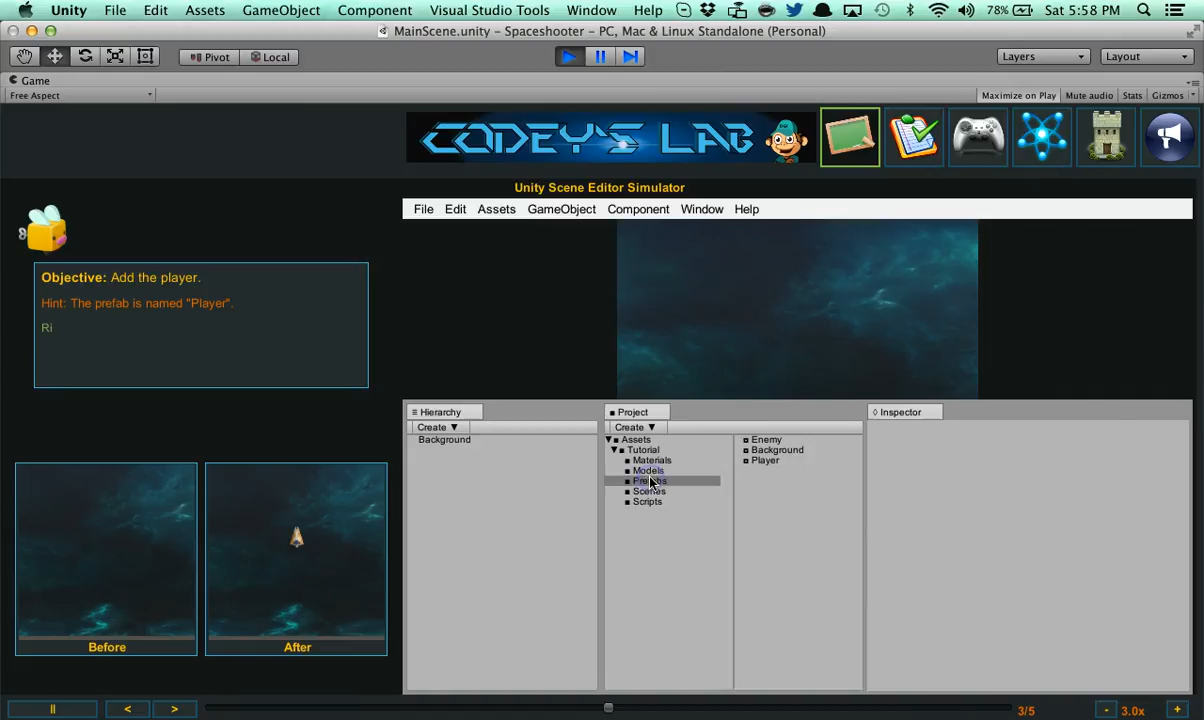 Unity File Edit Assets GameObject Component Visual Studio Tools Window Help 78% Sat 5:58 PM
MainScene.unity – Spaceshooter – PC, Mac & Linux Standalone (Personal)
Pivot Local Layers Layout
Game
Free Aspect Maximize on Play Mute audio Stats Gizmos
CODEY'S LAB
Unity Scene Editor Simulator
File Edit Assets GameObject Component Window Help
Objective: Add the player.
Hint: The prefab is named "Player".
Ri
Hierarchy Project Inspector
Create Create
Background Assets Enemy
Tutorial Background
Materials Player
Models
Prefabs
Scenes
Scripts
Before After
II < > 3/5 - 3.0x +